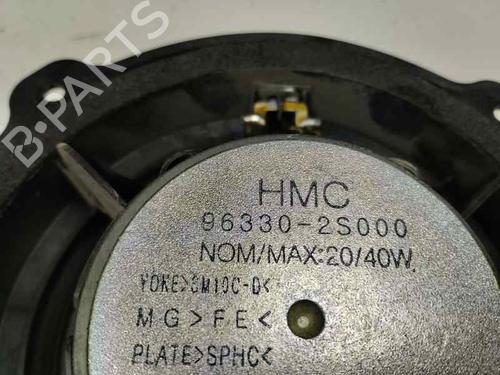 B-PARTS
HMC
96330-2S000
NOM/MAX:20/40W
YOKE>SM10C-D<
MG>FE<
PLATE>SPHC<